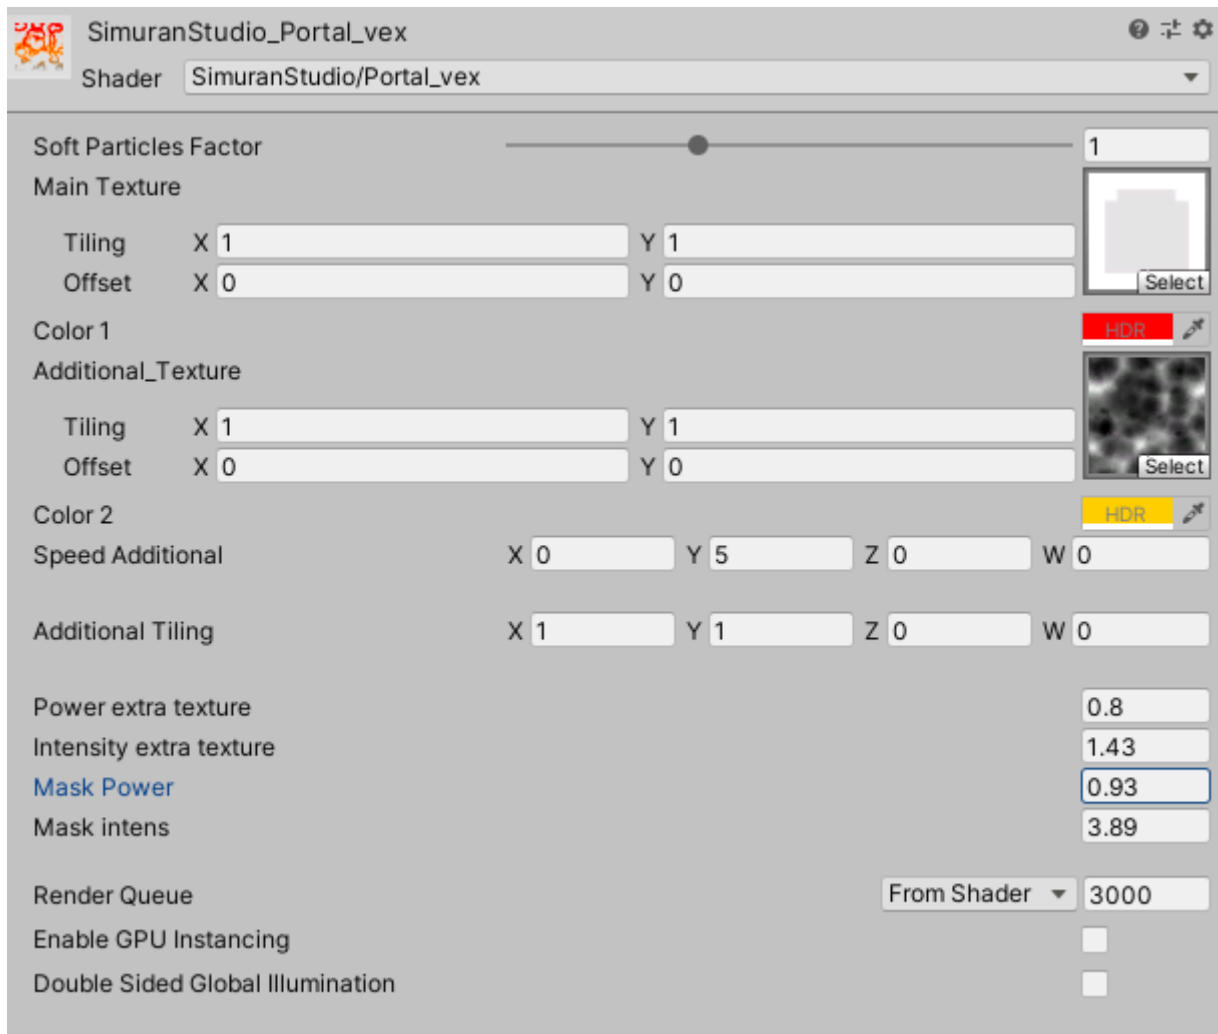 SimuranStudio_Portal_vex
Shader SimuranStudio/Portal_vex
Soft Particles Factor 1
Main Texture
Tiling X 1 Y 1
Offset X 0 Y 0
Select
Color 1 HDR
Additional_Texture
Tiling X 1 Y 1
Offset X 0 Y 0
Select
Color 2 HDR
Speed Additional X 0 Y 5 Z 0 W 0
Additional Tiling X 1 Y 1 Z 0 W 0
Power extra texture 0.8
Intensity extra texture 1.43
Mask Power 0.93
Mask intens 3.89
Render Queue From Shader 3000
Enable GPU Instancing
Double Sided Global Illumination